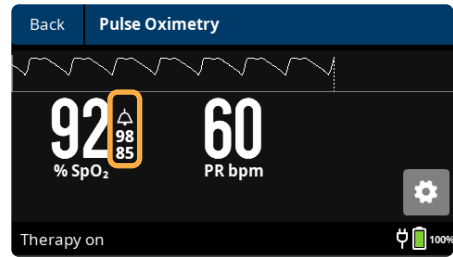 Back Pulse Oximetry
92 98 60
85
% SpO₂ PR bpm
Therapy on 100%